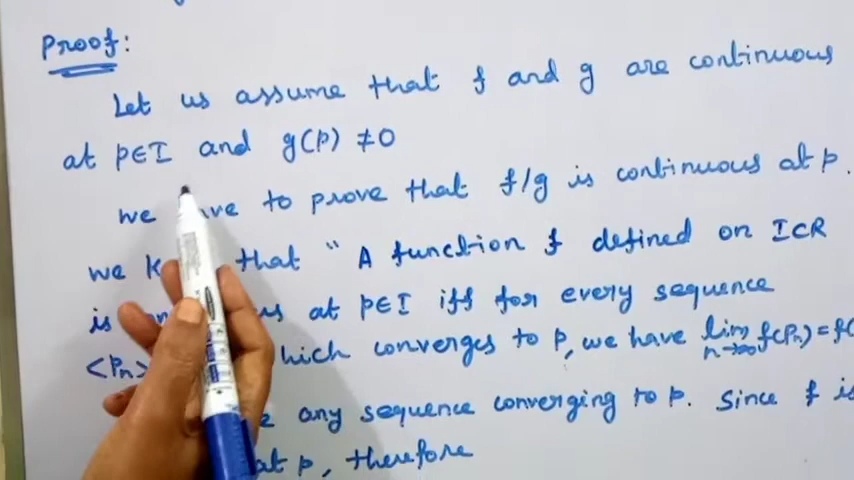 Proof:
Let us assume that f and g are continuous
at p∈I and g(p) ≠0
we have to prove that f/g is continuous at p.
we that " A function f defined on I⊂R
is at p∈I iff for every sequence
<Pn> which converges to p, we have lim n→∞ f(Pn) = f(
any sequence converging to p. Since f is
at p, therefore